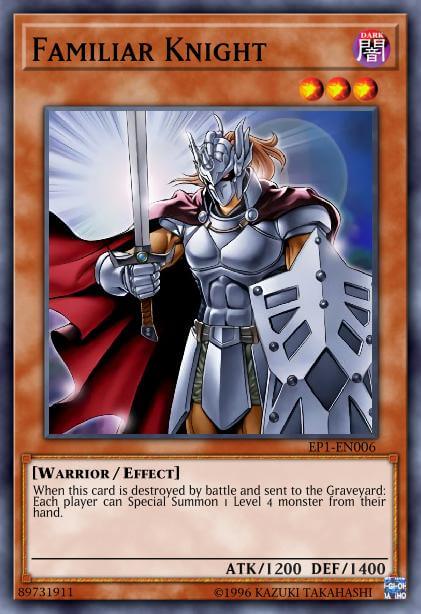 FAMILIAR KNIGHT
DARK
闇
EP1-EN006
[WARRIOR / EFFECT]
When this card is destroyed by battle and sent to the Graveyard:
Each player can Special Summon 1 Level 4 monster from their
hand.
ATK/1200 DEF/1400
89731911
©1996 KAZUKI TAKAHASHI